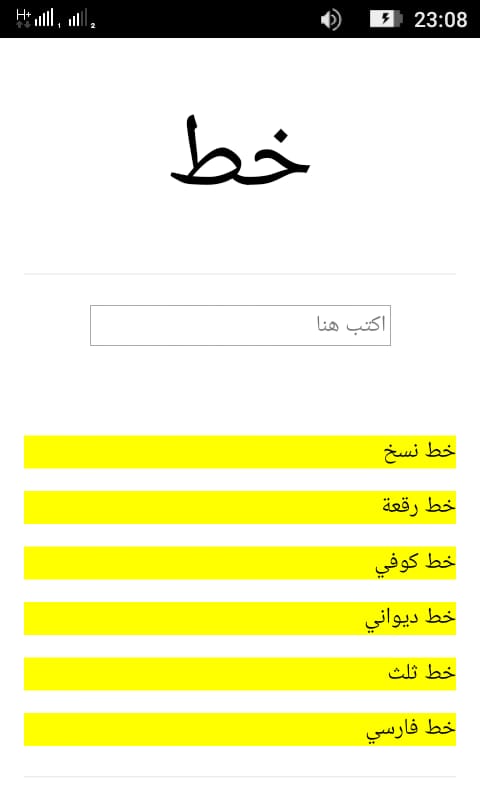 H+ 1 2 23:08
خط
اكتب هنا
خط نسخ
خط رقعة
خط كوفي
خط ديواني
خط ثلث
خط فارسي